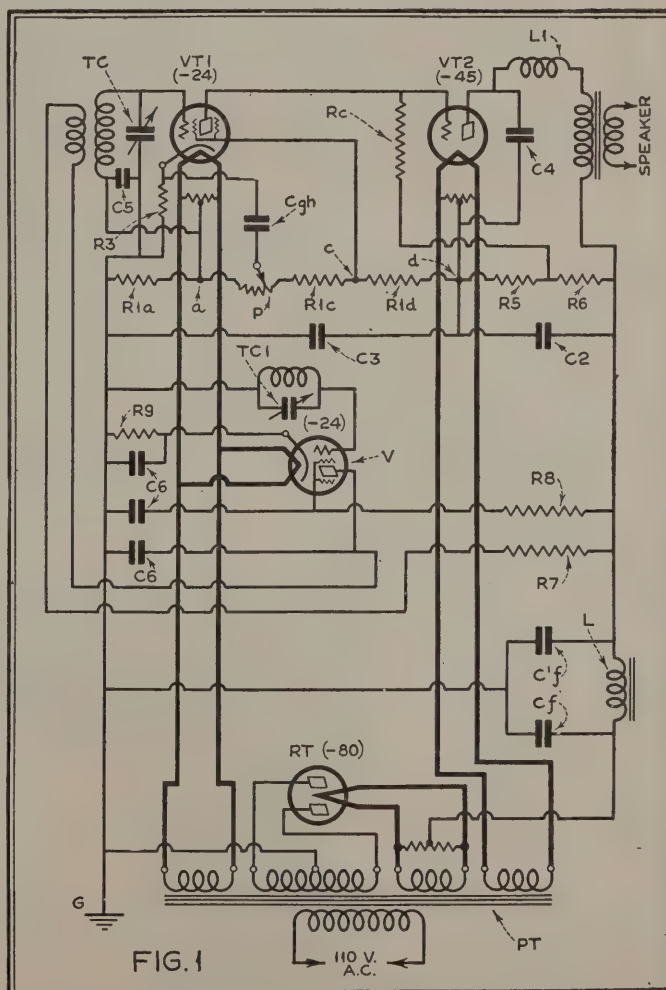 TC
VT1
(-24)
VT2
(-45)
L1
Rc
SPEAKER
C4
C5
R3
Cgh
c
d
R1a
a
P
R1c
R1d
R5
R6
C3
C2
TC1
(-24)
R9
V
C6
R8
C6
R7
L
C'f
Cf
RT (-80)
G
PT
110 V.
A.C.
FIG.1